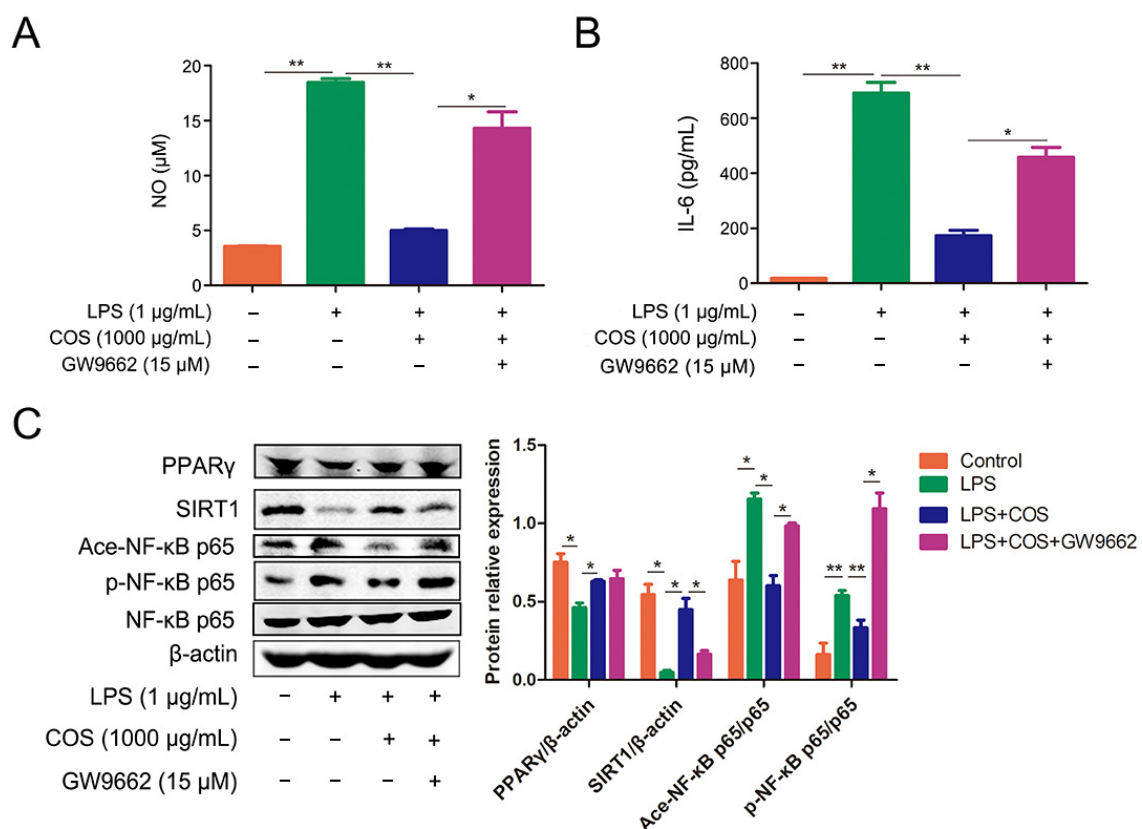 A
NO (µM)
20
15
10
5
0
** ** *
LPS (1 µg/mL) – + + +
COS (1000 µg/mL) – – + +
GW9662 (15 µM) – – – +
B
IL-6 (pg/mL)
800
600
400
200
0
** ** *
LPS (1 µg/mL) – + + +
COS (1000 µg/mL) – – + +
GW9662 (15 µM) – – – +
C
PPARγ
SIRT1
Ace-NF-κB p65
p-NF-κB p65
NF-κB p65
β-actin
LPS (1 µg/mL) – + + +
COS (1000 µg/mL) – – + +
GW9662 (15 µM) – – – +
Protein relative expression
1.5
1.0
0.5
0.0
* * * * * * * * ** ** *
PPARγ/β-actin
SIRT1/β-actin
Ace-NF-κB p65/p65
p-NF-κB p65/p65
Control
LPS
LPS+COS
LPS+COS+GW9662